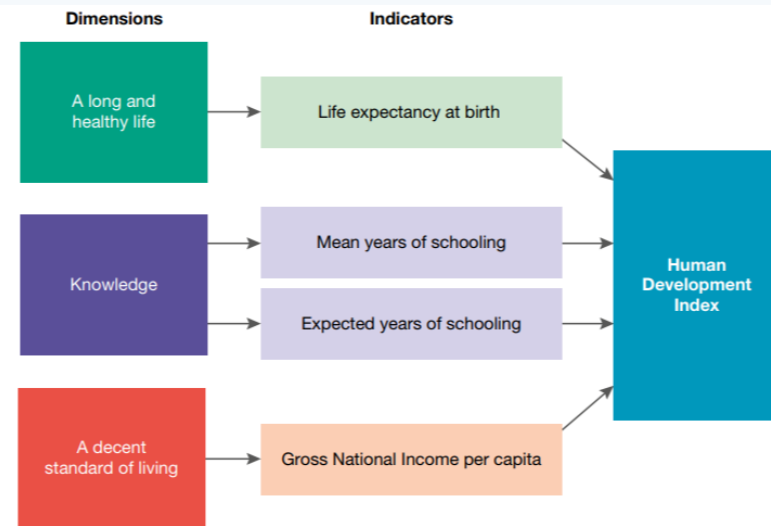 Dimensions
Indicators
A long and
healthy life
Life expectancy at birth
Knowledge
Mean years of schooling
Expected years of schooling
A decent
standard of living
Gross National Income per capita
Human
Development
Index